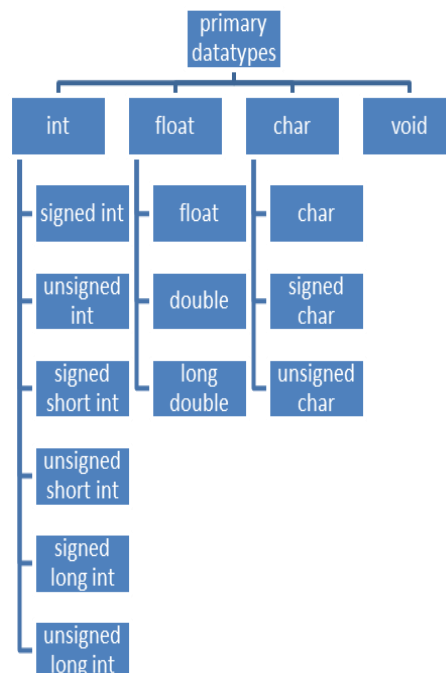 primary
datatypes
int
float
char
void
signed int
float
char
unsigned
int
double
signed
char
signed
short int
long
double
unsigned
char
unsigned
short int
signed
long int
unsigned
long int